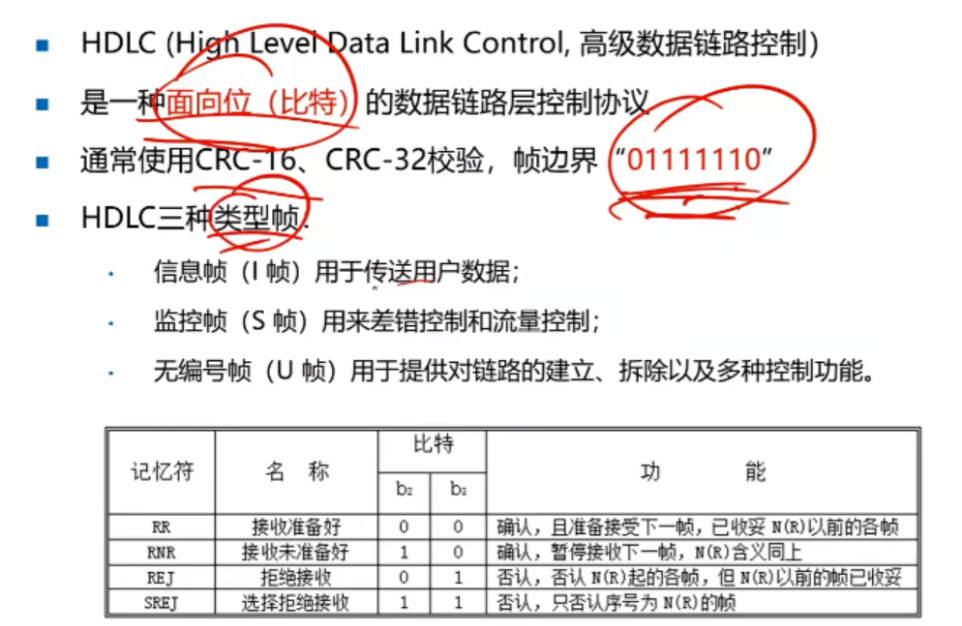 HDLC (High Level Data Link Control, 高级数据链路控制)
是一种面向位（比特）的数据链路层控制协议
通常使用CRC-16、CRC-32校验，帧边界“01111110”
HDLC三种类型帧：
信息帧（I 帧）用于传送用户数据；
监控帧（S 帧）用来差错控制和流量控制；
无编号帧（U 帧）用于提供对链路的建立、拆除以及多种控制功能。
记忆符 名 称 比特 功 能
b₂ b₃
RR 接收准备好 0 0 确认，且准备接受下一帧，已收妥 N(R)以前的各帧
RNR 接收未准备好 1 0 确认，暂停接收下一帧，N(R)含义同上
REJ 拒绝接收 0 1 否认，否认 N(R)起的各帧，但 N(R)以前的帧已收妥
SREJ 选择拒绝接收 1 1 否认，只否认序号为 N(R)的帧